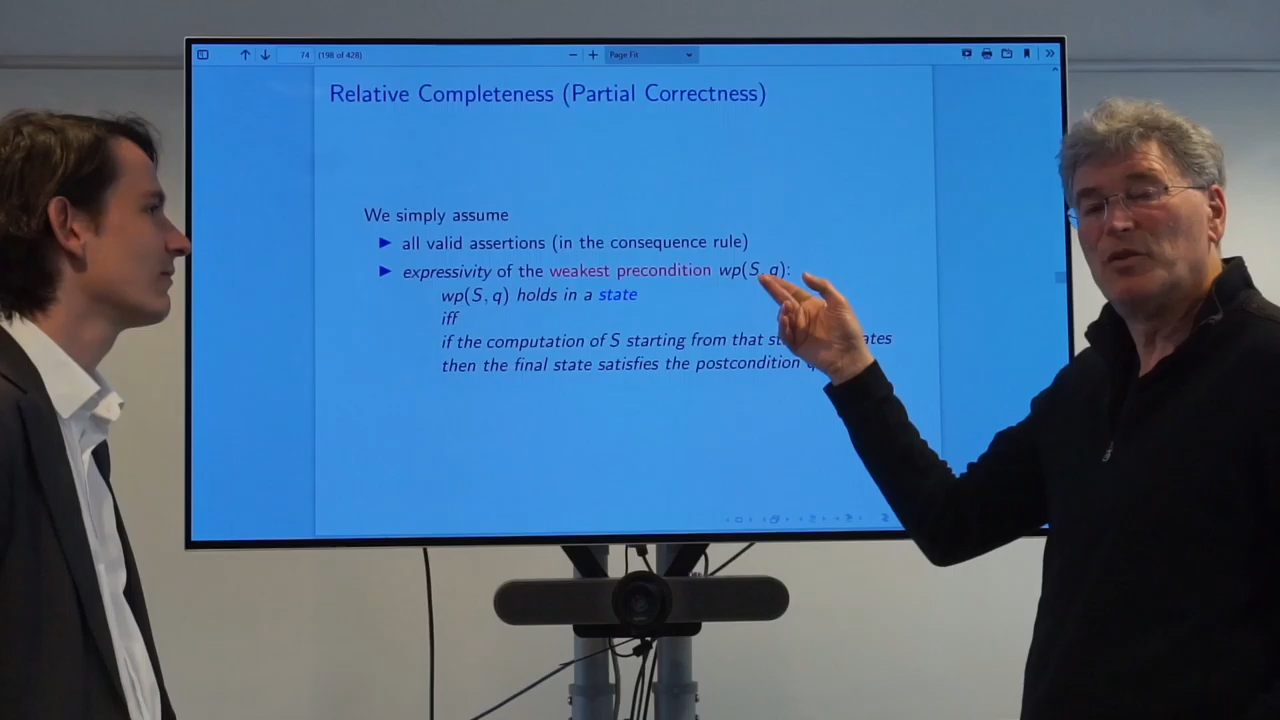 74 (198 of 428)
Page Fit
Relative Completeness (Partial Correctness)
We simply assume
▶ all valid assertions (in the consequence rule)
▶ expressivity of the weakest precondition wp(S, q):
wp(S, q) holds in a state
iff
if the computation of S starting from that
then the final state satisfies the postcondition